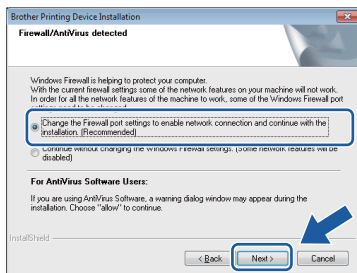 Brother Printing Device Installation
Firewall/AntiVirus detected
Windows Firewall is helping to protect your computer.
With the current firewall settings some of the network features on your machine will not work.
In order for all the network features of the machine to work, some of the Windows Firewall port
settings need to be changed.
Change the Firewall port settings to enable network connection and continue with the
installation. (Recommended)
Continue without changing the Windows Firewall settings. (Some network features will be
disabled)
For AntiVirus Software Users:
If you are using AntiVirus Software, a warning dialog window may appear during the
installation. Choose "allow" to continue.
InstallShield
< Back Next > Cancel